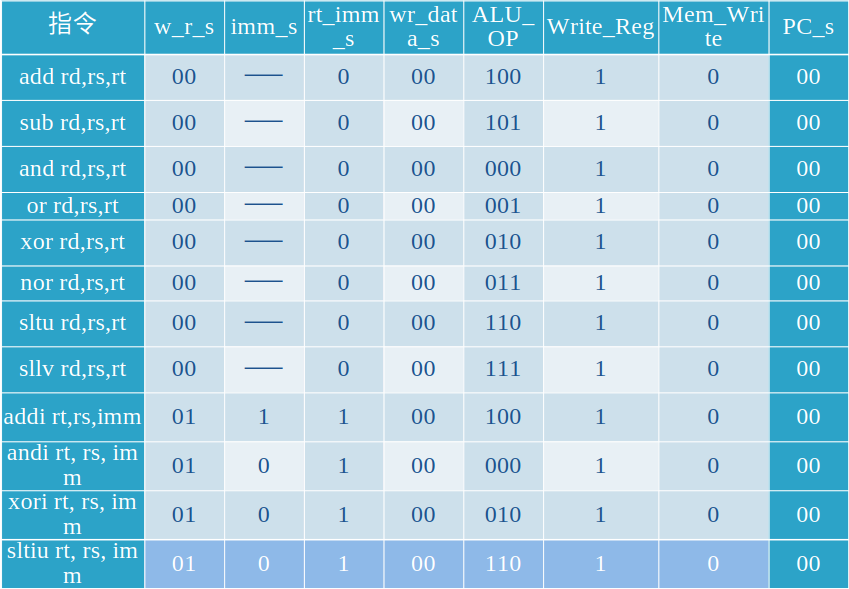 指令 w_r_s imm_s rt_imm_s wr_data_s ALU_OP Write_Reg Mem_Write PC_s
add rd,rs,rt 00 — 0 00 100 1 0 00
sub rd,rs,rt 00 — 0 00 101 1 0 00
and rd,rs,rt 00 — 0 00 000 1 0 00
or rd,rs,rt 00 — 0 00 001 1 0 00
xor rd,rs,rt 00 — 0 00 010 1 0 00
nor rd,rs,rt 00 — 0 00 011 1 0 00
sltu rd,rs,rt 00 — 0 00 110 1 0 00
sllv rd,rs,rt 00 — 0 00 111 1 0 00
addi rt,rs,imm 01 1 1 00 100 1 0 00
andi rt, rs, imm 01 0 1 00 000 1 0 00
xori rt, rs, imm 01 0 1 00 010 1 0 00
sltiu rt, rs, imm 01 0 1 00 110 1 0 00